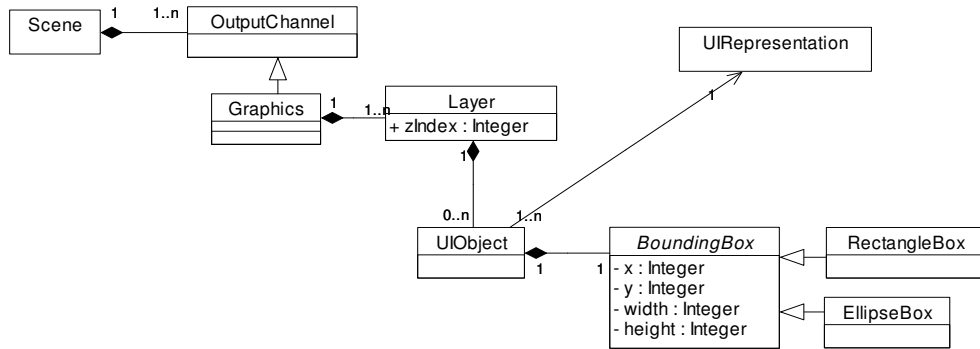 Scene
1
1..n
OutputChannel
UIRepresentation
1
Graphics
1
1..n
Layer
+ zIndex : Integer
1
0..n
1..n
UIObject
1
1
BoundingBox
- x : Integer
- y : Integer
- width : Integer
- height : Integer
RectangleBox
EllipseBox